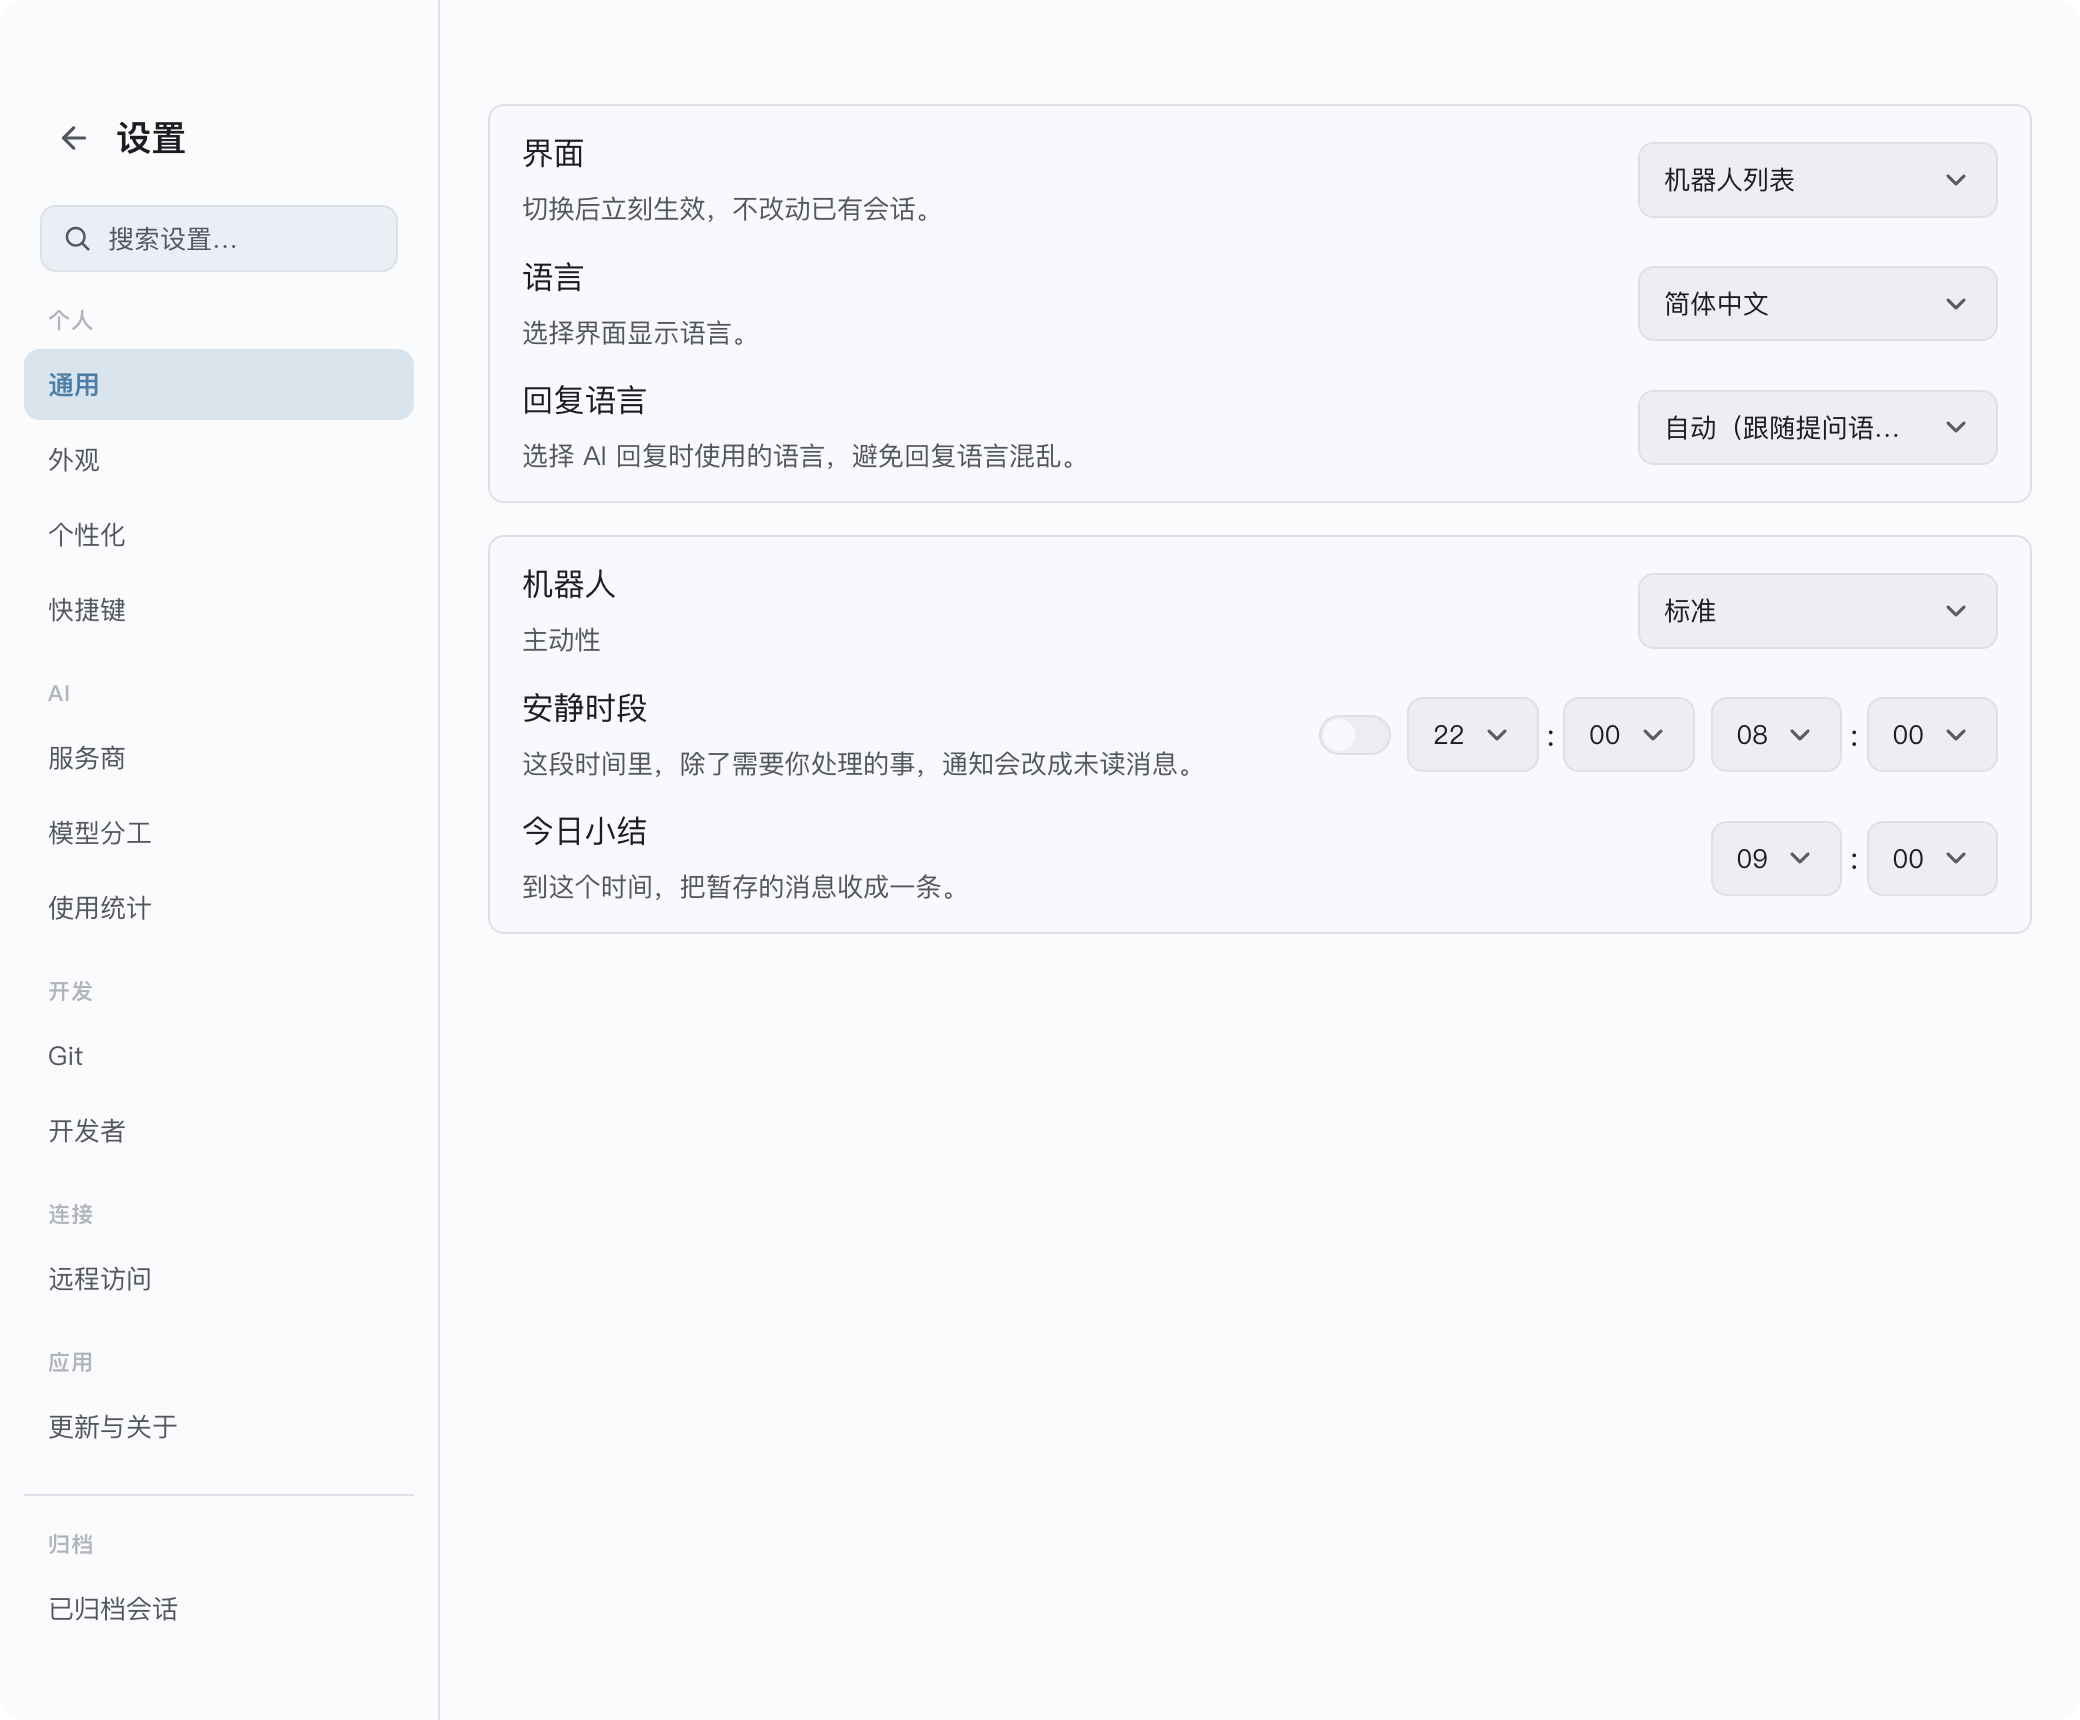 设置
搜索设置...
个人
通用
外观
个性化
快捷键
AI
服务商
模型分工
使用统计
开发
Git
开发者
连接
远程访问
应用
更新与关于
归档
已归档会话
界面
切换后立刻生效，不改动已有会话。
机器人列表
语言
选择界面显示语言。
简体中文
回复语言
选择 AI 回复时使用的语言，避免回复语言混乱。
自动（跟随提问语...
机器人
主动性
标准
安静时段
这段时间里，除了需要你处理的事，通知会改成未读消息。
22 : 00 08 : 00
今日小结
到这个时间，把暂存的消息收成一条。
09 : 00